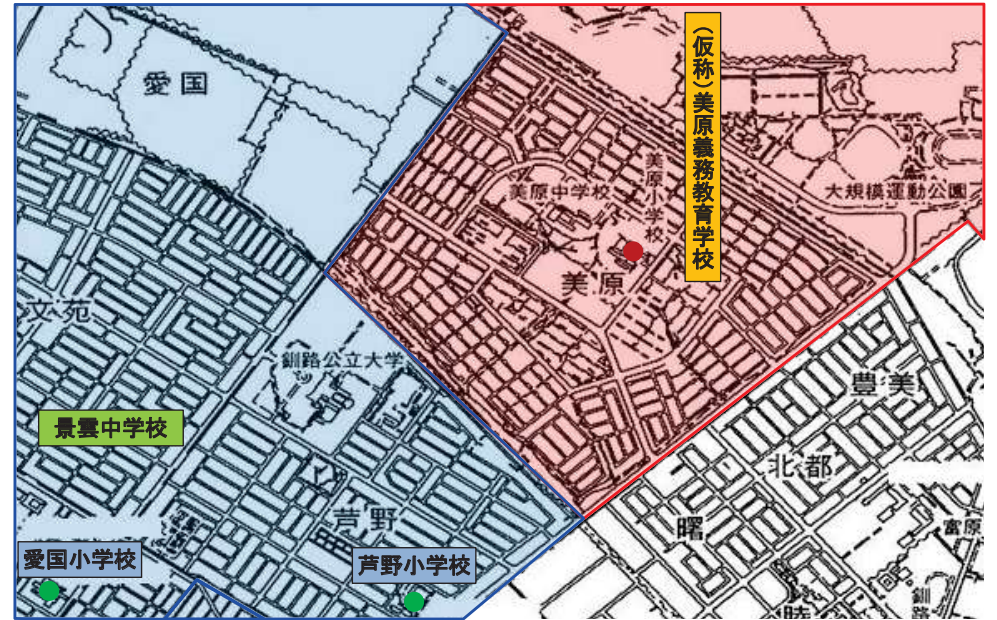 愛国
(仮称)美原義務教育学校
美原小学校
美原中学校
大規模運動公園
美原
文苑
釧路公立大学
豊美
景雲中学校
北都
芦野
曙
富原
愛国小学校
芦野小学校
睦
釧路